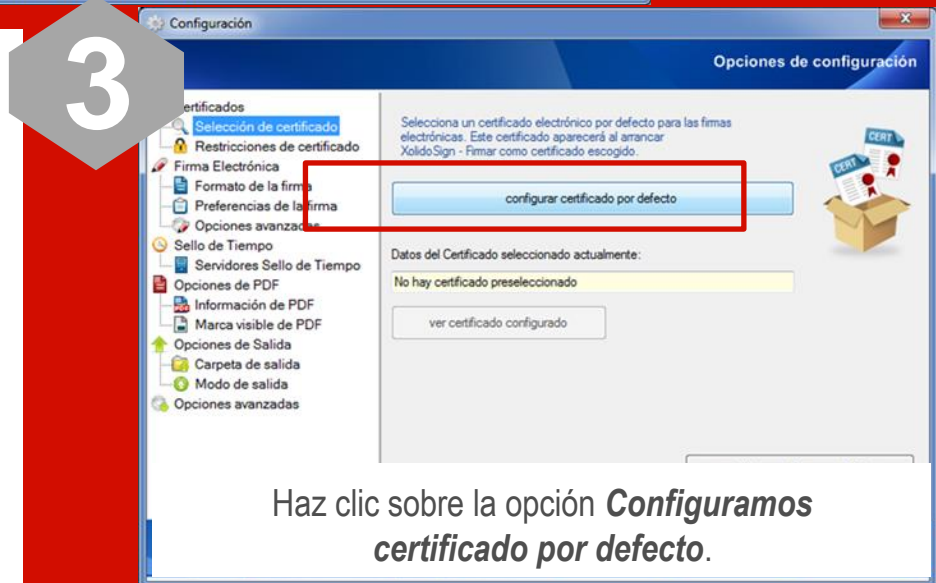 3
Configuración
Opciones de configuración
ertificados
Selección de certificado
Restricciones de certificado
Firma Electrónica
Formato de la firma
Preferencias de la firma
Opciones avanzadas
Sello de Tiempo
Servidores Sello de Tiempo
Opciones de PDF
Información de PDF
Marca visible de PDF
Opciones de Salida
Carpeta de salida
Modo de salida
Opciones avanzadas
Selecciona un certificado electrónico por defecto para las firmas
electrónicas. Este certificado aparecerá al arrancar
XolidoSign - Firmar como certificado escogido.
CERT
CERT
configurar certificado por defecto
Datos del Certificado seleccionado actualmente:
No hay certificado preseleccionado
ver certificado configurado
Haz clic sobre la opción Configuramos
certificado por defecto.